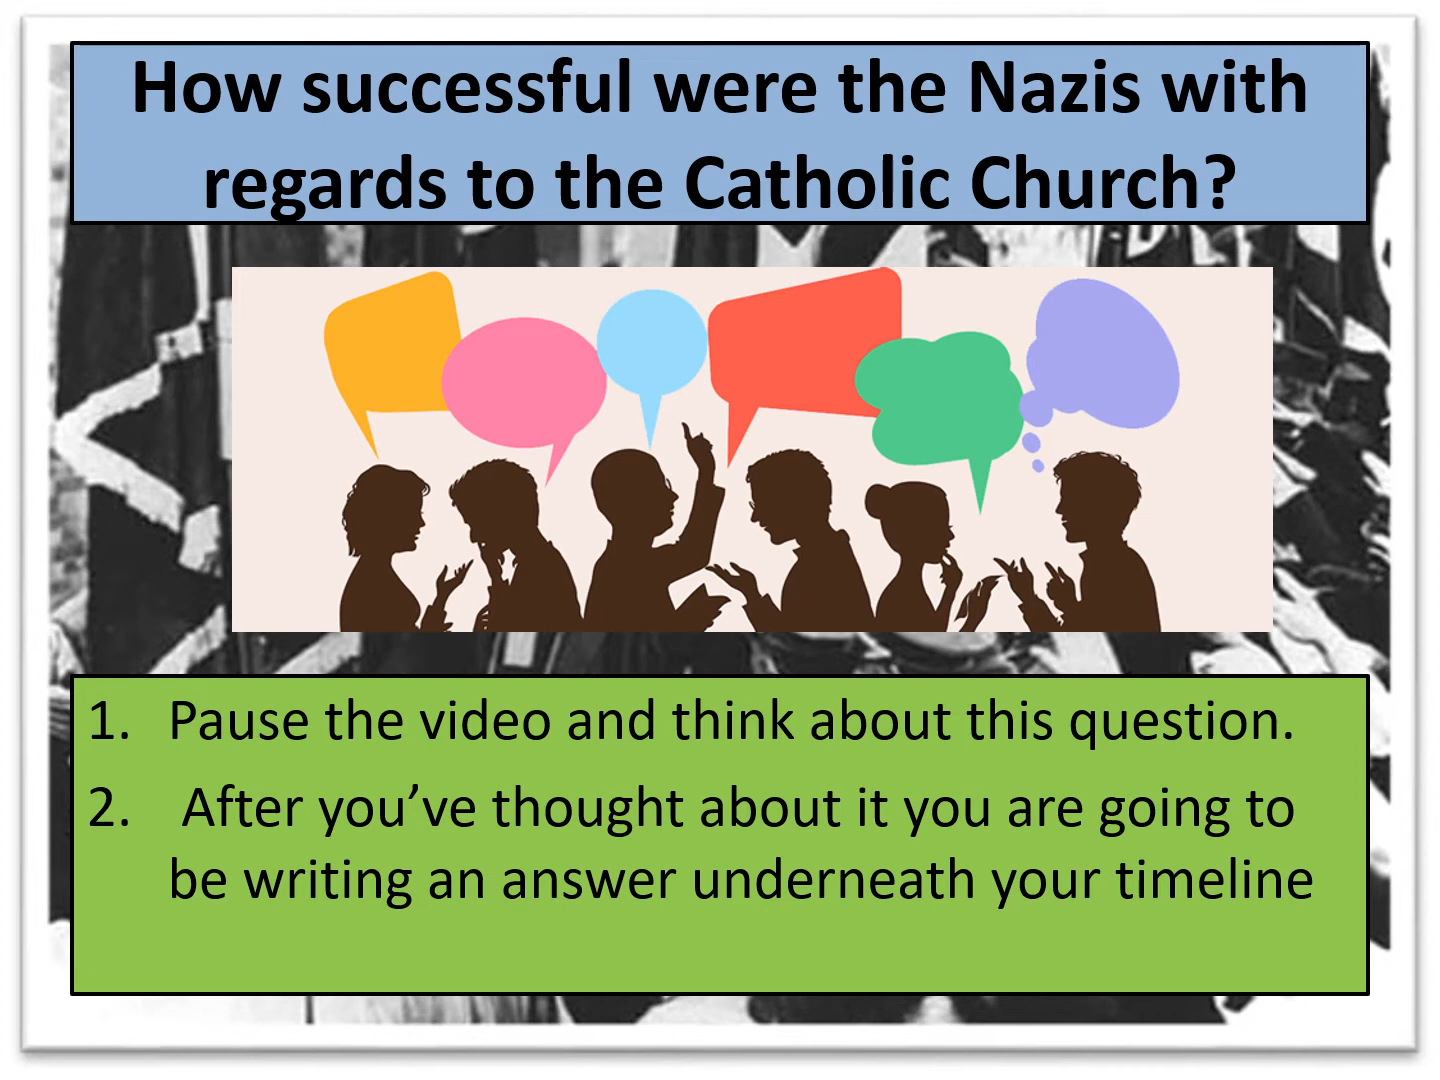 How successful were the Nazis with
regards to the Catholic Church?
1. Pause the video and think about this question.
2. After you’ve thought about it you are going to
be writing an answer underneath your timeline